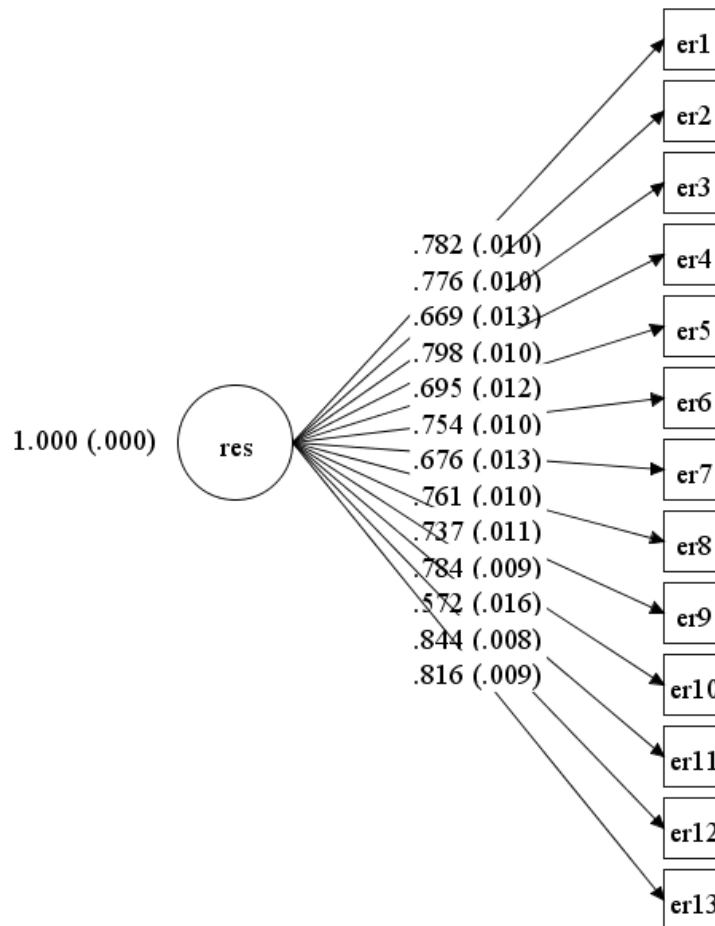 er1
er2
er3
.782 (.010)
er4
.776 (.010)
.669 (.013)
er5
.798 (.010)
.695 (.012)
er6
.754 (.010)
1.000 (.000)
res
.676 (.013)
er7
.761 (.010)
.737 (.011)
er8
.784 (.009)
.572 (.016)
er9
.844 (.008)
.816 (.009)
er10
er11
er12
er13